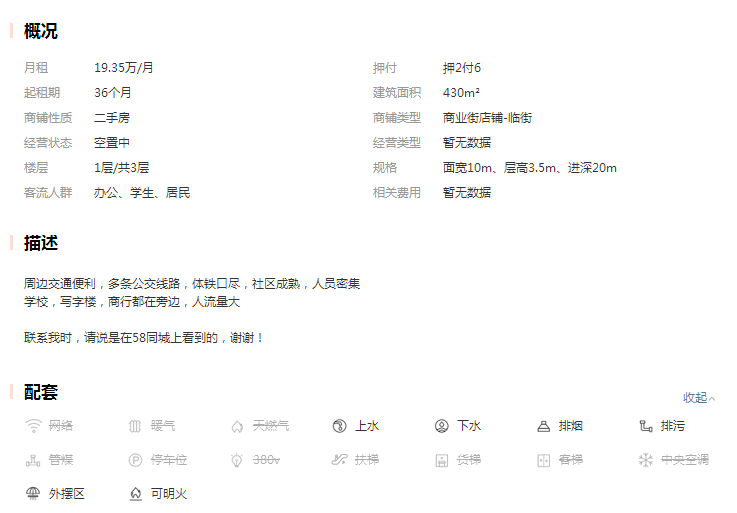 概况
月租 19.35万/月 押付 押2付6
起租期 36个月 建筑面积 430m²
商铺性质 二手房 商铺类型 商业街店铺-临街
经营状态 空置中 经营类型 暂无数据
楼层 1层/共3层 规格 面宽10m、层高3.5m、进深20m
客流人群 办公、学生、居民 相关费用 暂无数据
描述
周边交通便利，多条公交线路，体铁口尽，社区成熟，人员密集
学校，写字楼，商行都在旁边，人流量大
联系我时，请说是在58同城上看到的，谢谢！
配套 收起
网络 暖气 天燃气 上水 下水 排烟 排污
管煤 停车位 380v 扶梯 货梯 客梯 中央空调
外摆区 可明火